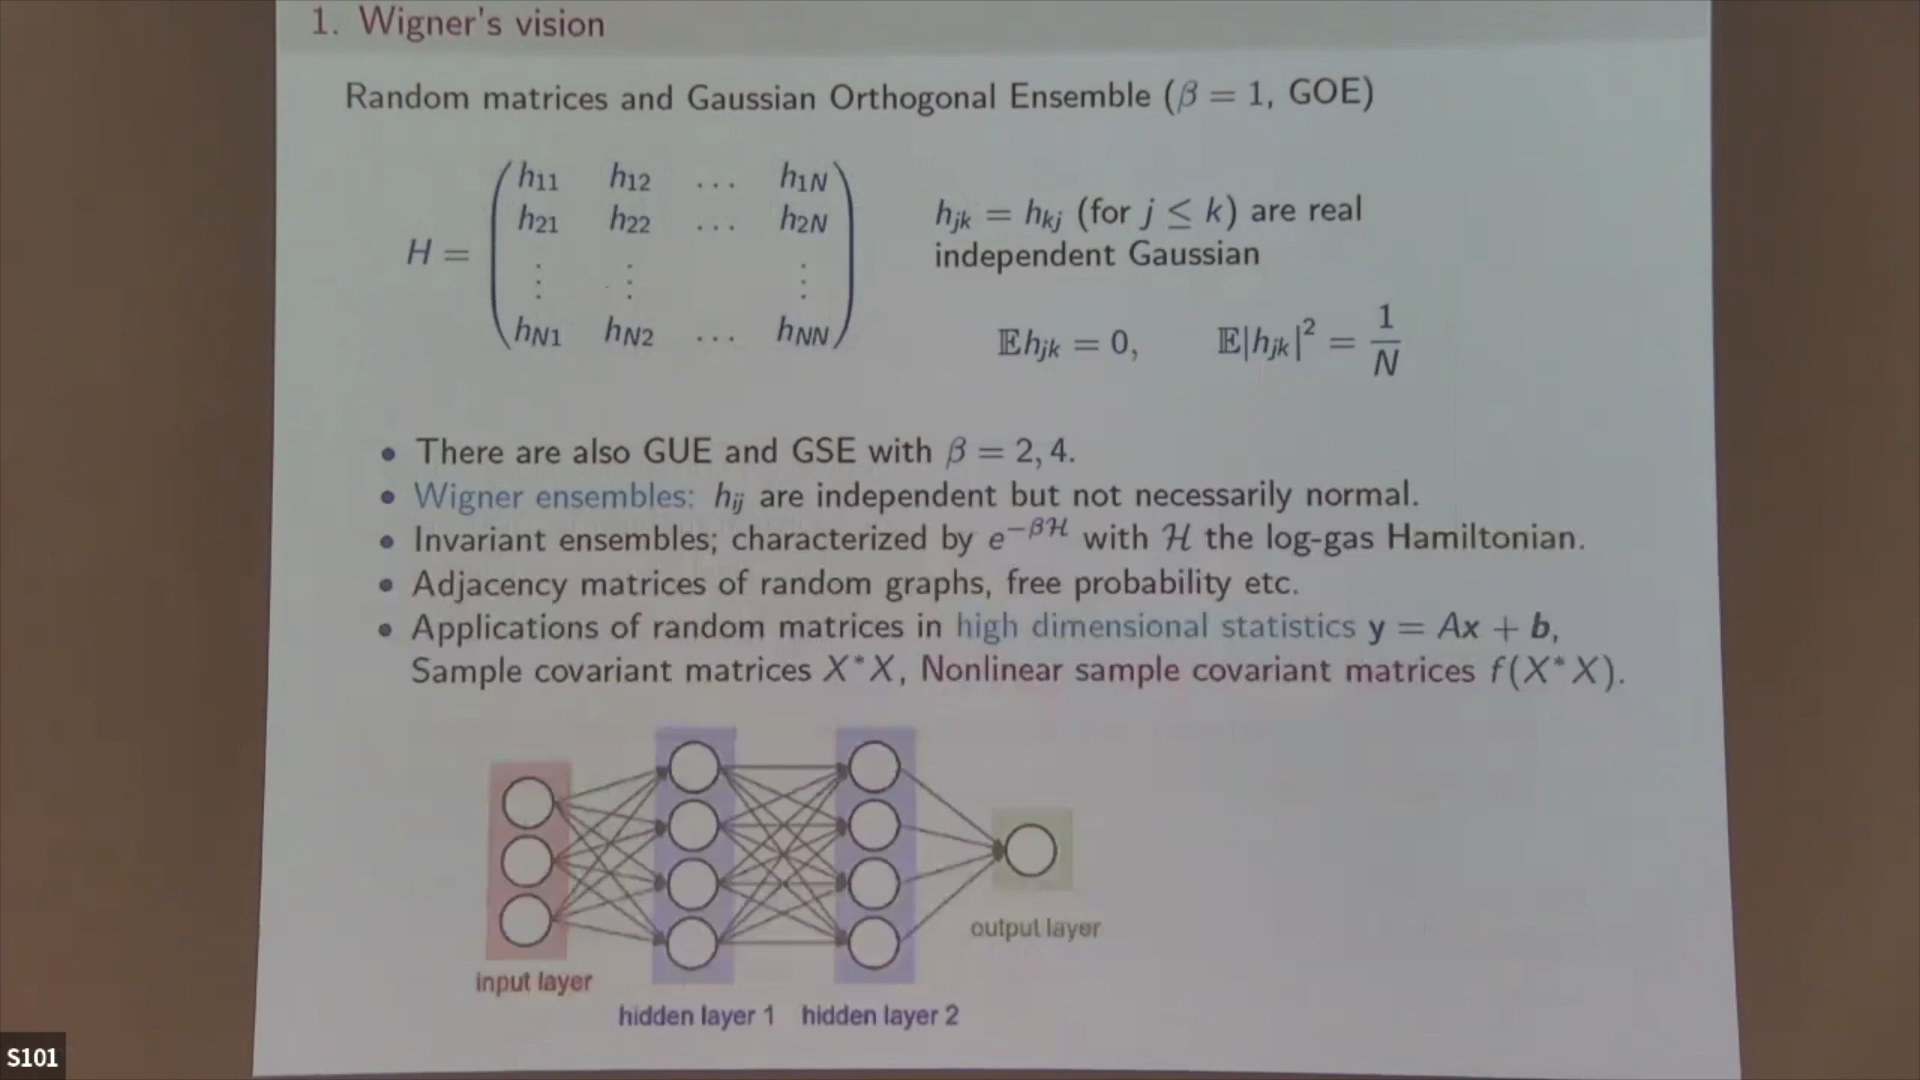 1. Wigner's vision
Random matrices and Gaussian Orthogonal Ensemble (β = 1, GOE)
H = ( h11 h12 ... h1N
h21 h22 ... h2N
⋮ ⋮ ⋮
hN1 hN2 ... hNN )
hjk = hkj (for j ≤ k) are real
independent Gaussian
𝔼hjk = 0, 𝔼|hjk|² = 1/N
• There are also GUE and GSE with β = 2, 4.
• Wigner ensembles: hij are independent but not necessarily normal.
• Invariant ensembles; characterized by e^−βℋ with ℋ the log-gas Hamiltonian.
• Adjacency matrices of random graphs, free probability etc.
• Applications of random matrices in high dimensional statistics y = Ax + b,
Sample covariant matrices X*X, Nonlinear sample covariant matrices f(X*X).
output layer
input layer
hidden layer 1 hidden layer 2
S101